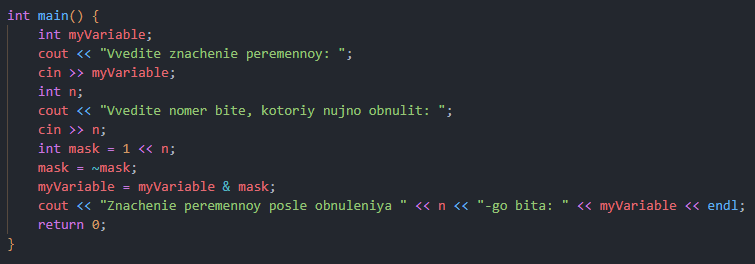 int main() {
    int myVariable;
    cout << "Vvedite znachenie peremennoy: ";
    cin >> myVariable;
    int n;
    cout << "Vvedite nomer bite, kotoriy nujno obnulit: ";
    cin >> n;
    int mask = 1 << n;
    mask = ~mask;
    myVariable = myVariable & mask;
    cout << "Znachenie peremennoy posle obnuleniya " << n << "-go bita: " << myVariable << endl;
    return 0;
}